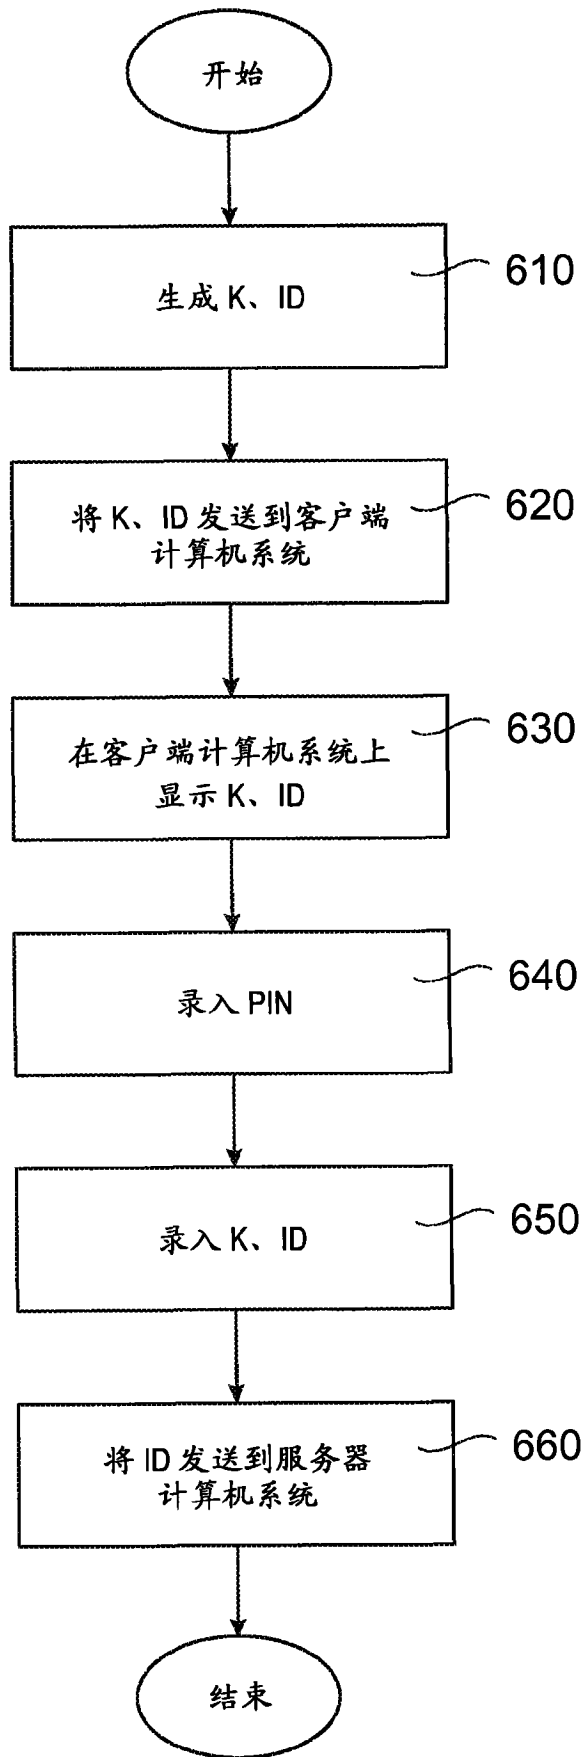 开始
生成 K、ID
610
将 K、ID 发送到客户端
计算机系统
620
在客户端计算机系统上
显示 K、ID
630
录入 PIN
640
录入 K、ID
650
将 ID 发送到服务器
计算机系统
660
结束